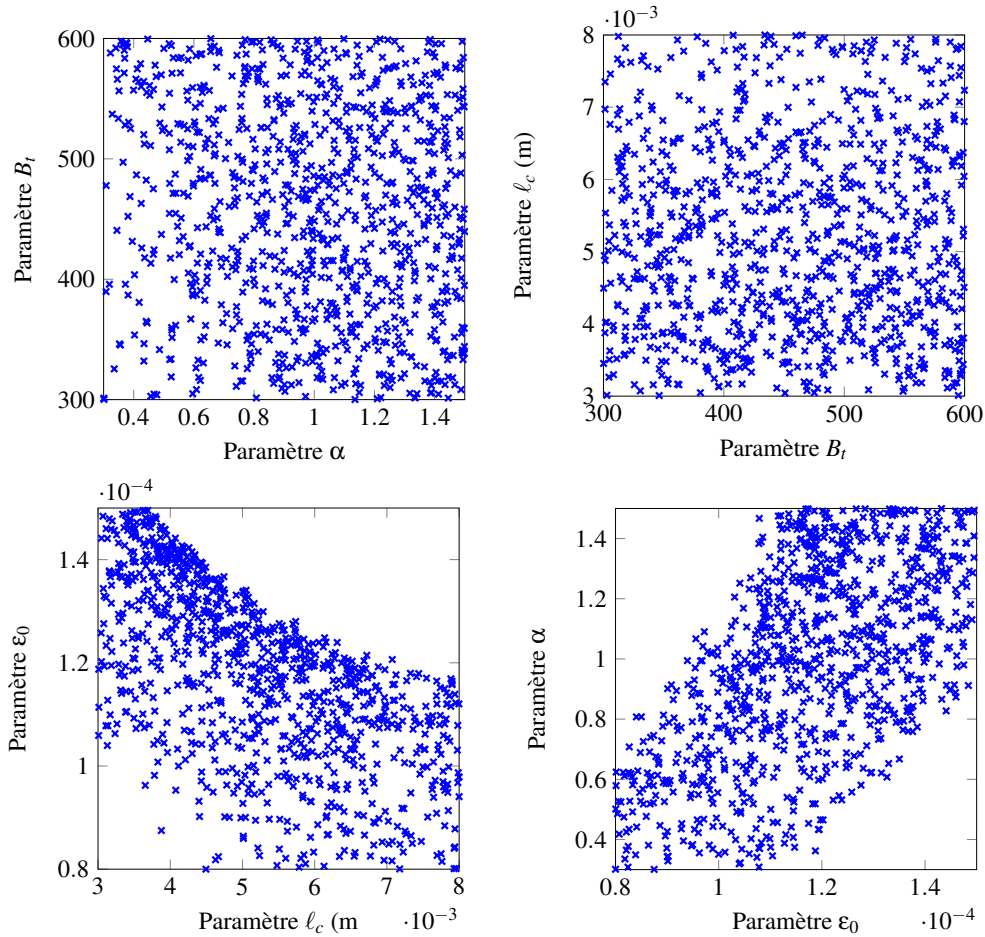 600
500
400
300
Paramètre B_t
0.4 0.6 0.8 1 1.2 1.4
Paramètre α
·10⁻³
8
7
6
5
4
3
Paramètre ℓ_c (m)
300 400 500 600
Paramètre B_t
·10⁻⁴
1.4
1.2
1
0.8
Paramètre ε₀
3 4 5 6 7 8
Paramètre ℓ_c (m ·10⁻³
1.4
1.2
1
0.8
0.6
0.4
Paramètre α
0.8 1 1.2 1.4
Paramètre ε₀ ·10⁻⁴